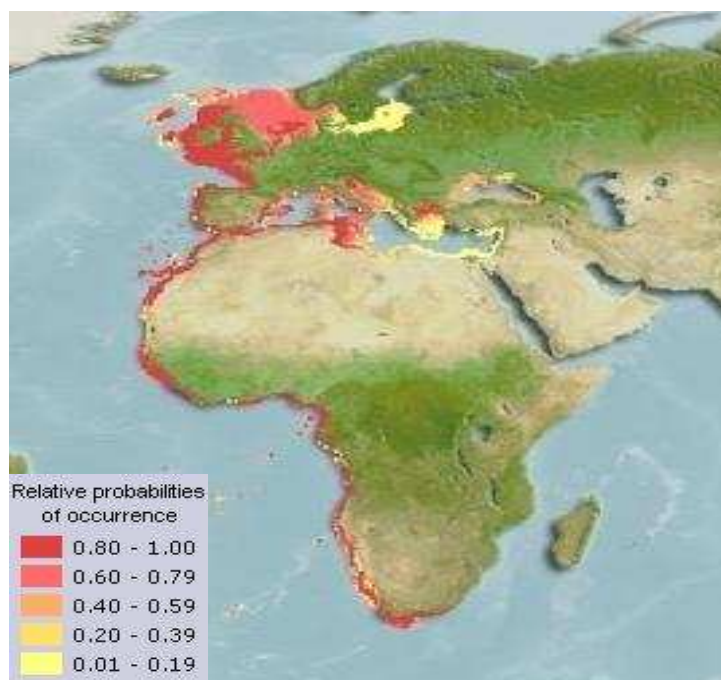 Relative probabilities
of occurrence
0.80 - 1.00
0.60 - 0.79
0.40 - 0.59
0.20 - 0.39
0.01 - 0.19